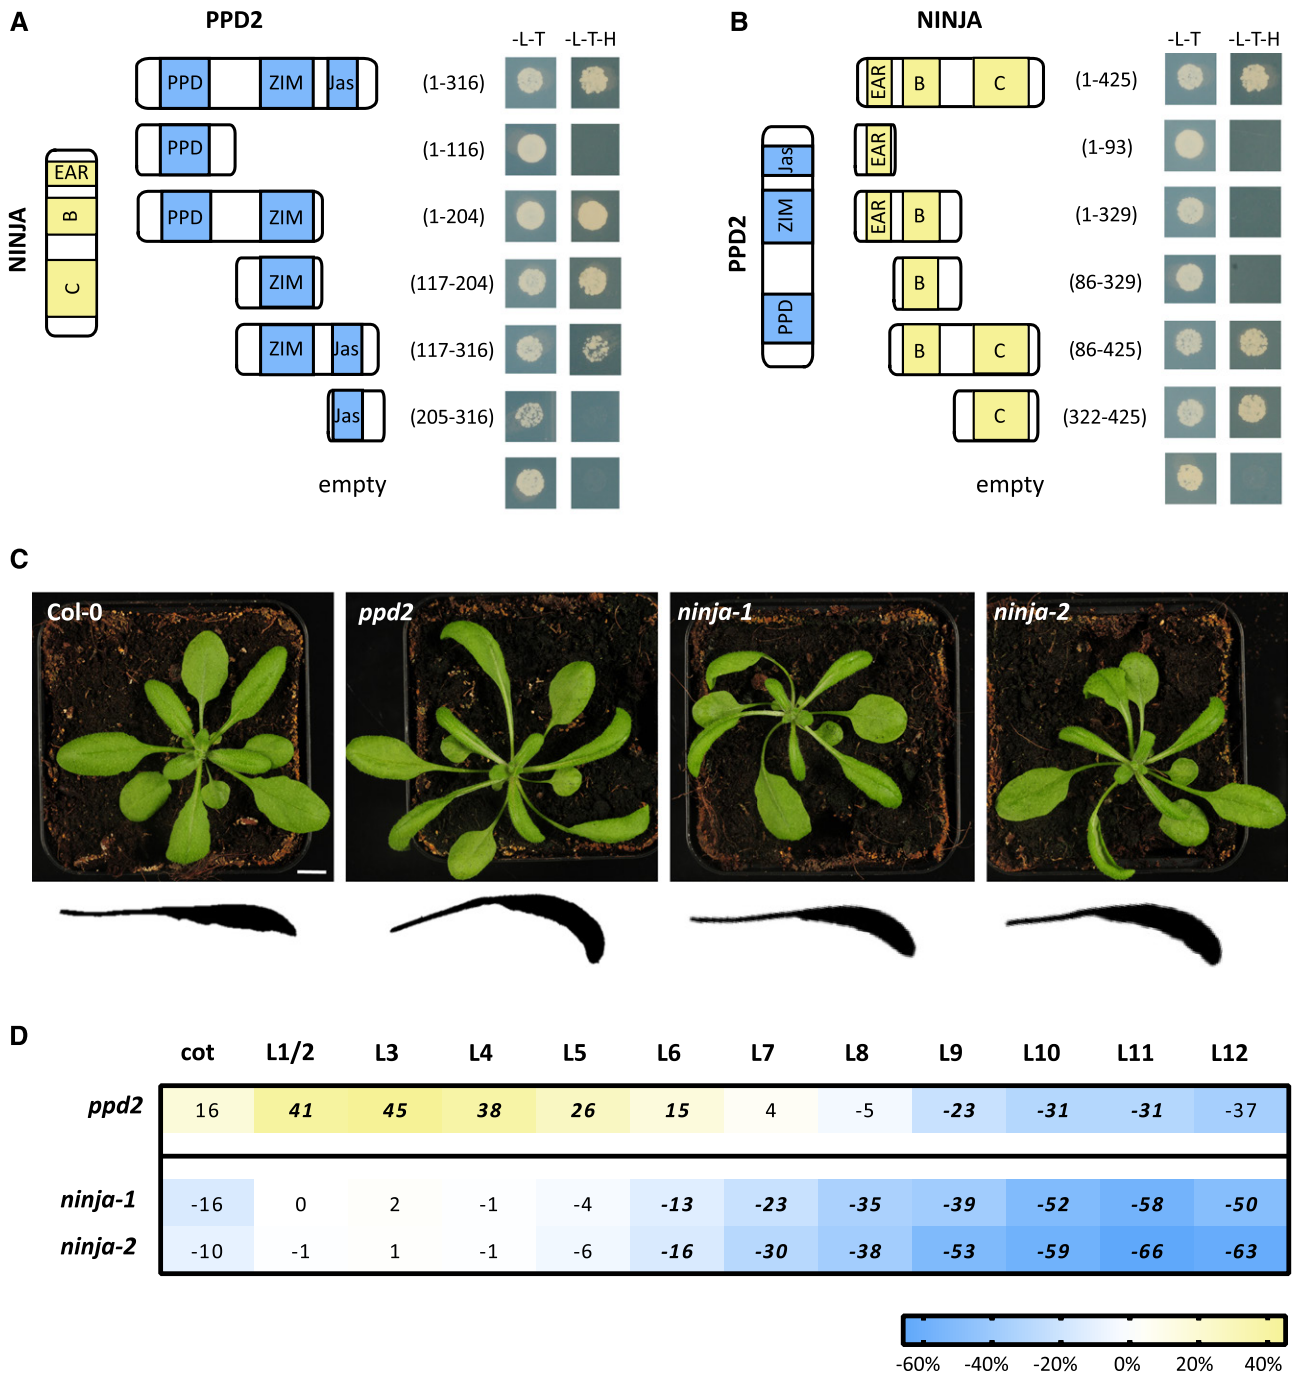 A
PPD2
-L-T -L-T-H
PPD ZIM Jas (1-316)
PPD (1-116)
PPD ZIM (1-204)
ZIM (117-204)
ZIM Jas (117-316)
Jas (205-316)
empty
NINJA
EAR
B
C
B
NINJA
-L-T -L-T-H
EAR B C (1-425)
EAR (1-93)
EAR B (1-329)
B (86-329)
B C (86-425)
C (322-425)
empty
PPD2
Jas
ZIM
PPD
C
Col-0 ppd2 ninja-1 ninja-2
D
cot L1/2 L3 L4 L5 L6 L7 L8 L9 L10 L11 L12
ppd2 16 41 45 38 26 15 4 -5 -23 -31 -31 -37
ninja-1 -16 0 2 -1 -4 -13 -23 -35 -39 -52 -58 -50
ninja-2 -10 -1 1 -1 -6 -16 -30 -38 -53 -59 -66 -63
-60% -40% -20% 0% 20% 40%